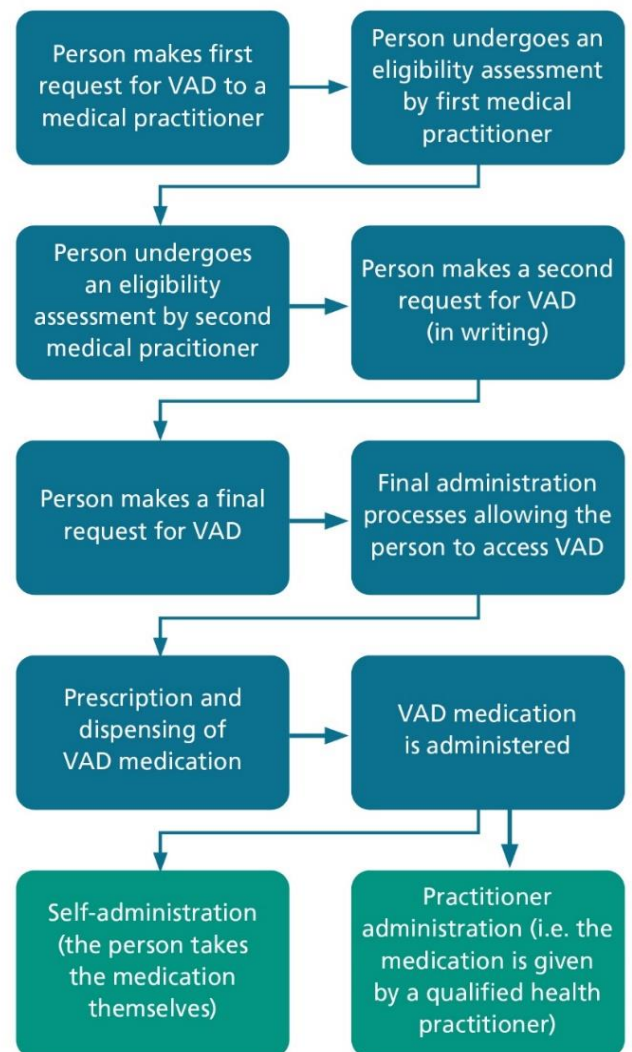 Person makes first
request for VAD to a
medical practitioner
Person undergoes an
eligibility assessment
by first medical
practitioner
Person undergoes
an eligibility
assessment by second
medical pracitioner
Person makes a second
request for VAD
(in writing)
Person makes a final
request for VAD
Final administration
processes allowing the
person to access VAD
Prescription and
dispensing of
VAD medication
VAD medication
is administered
Self-administration
(the person takes
the medication
themselves)
Practitioner
administration (i.e. the
medication is given
by a qualified health
practitioner)